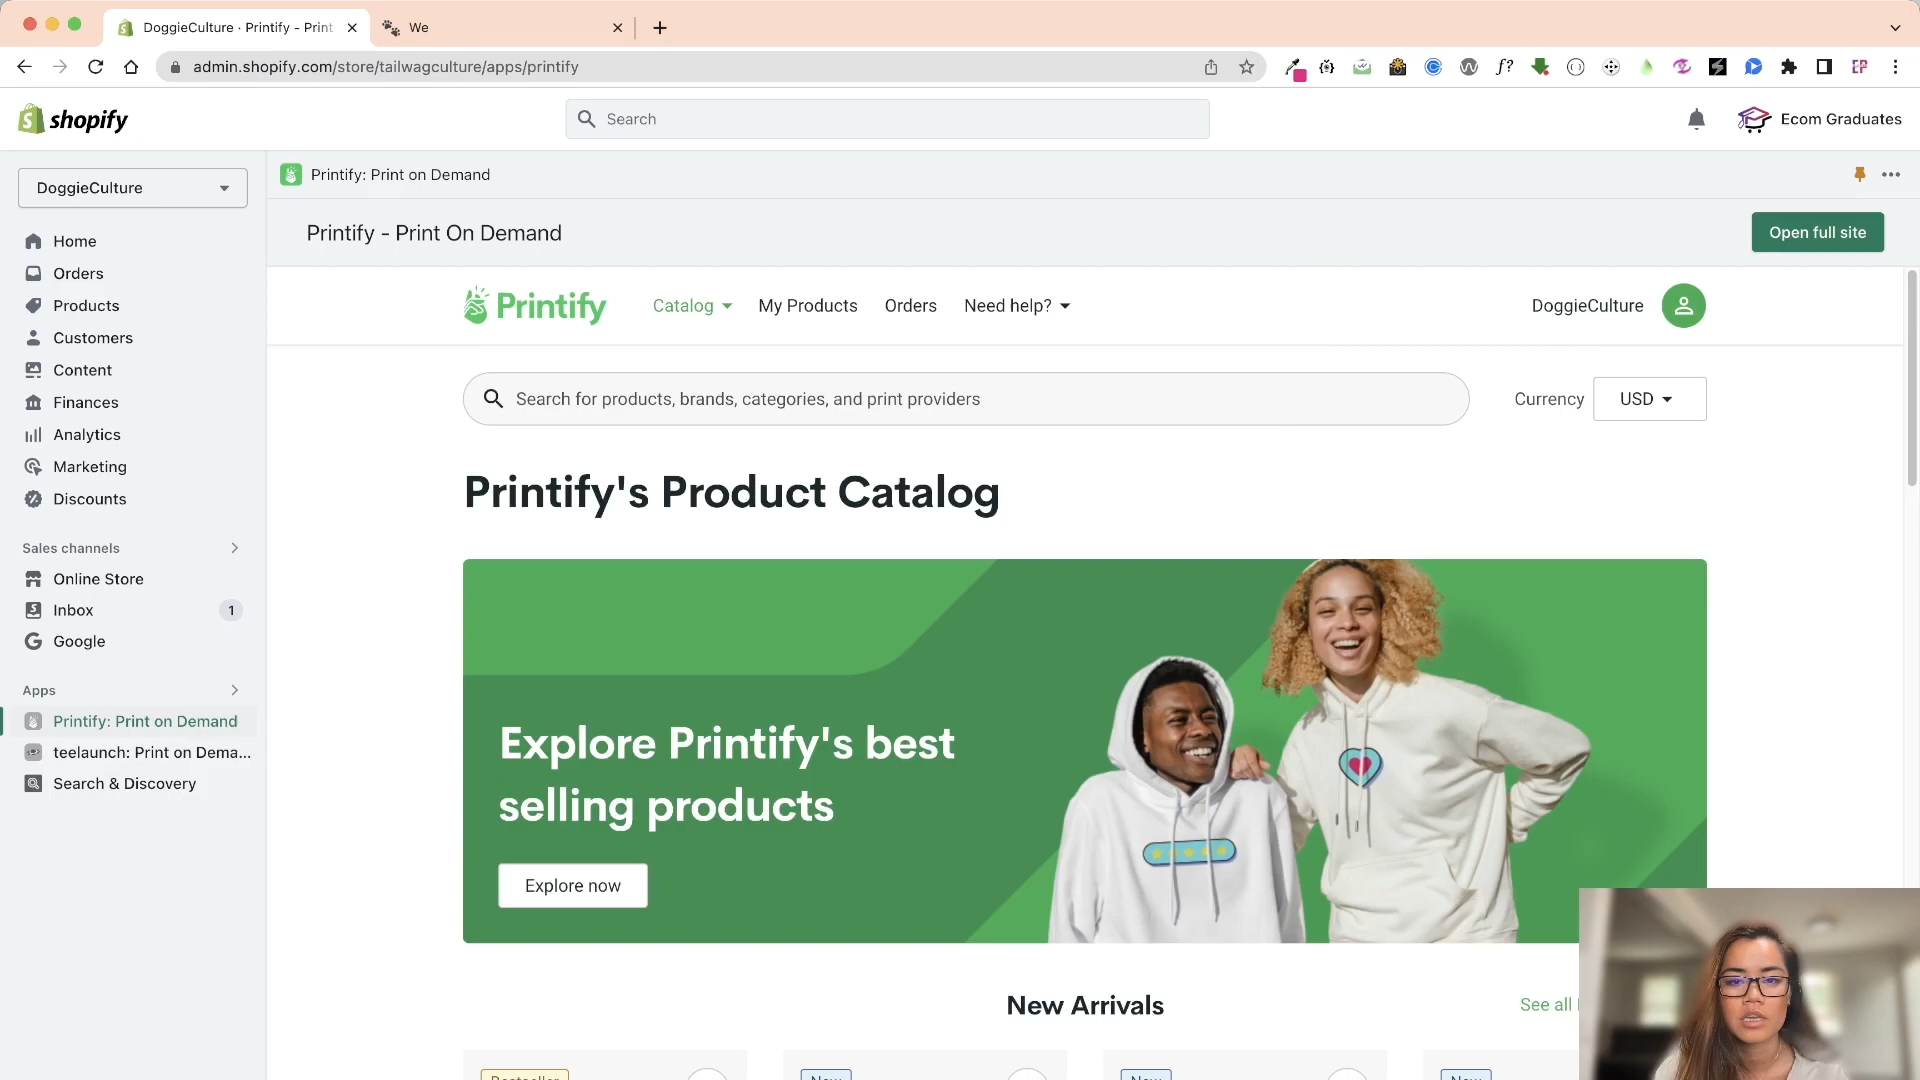 DoggieCulture · Printify - Print
We
admin.shopify.com/store/tailwagculture/apps/printify
shopify
Search
Ecom Graduates
DoggieCulture
Printify: Print on Demand
Printify - Print On Demand
Open full site
Home
Orders
Products
Customers
Content
Finances
Analytics
Marketing
Discounts
Sales channels
Online Store
Inbox
1
Google
Apps
Printify: Print on Demand
teelaunch: Print on Dema...
Search & Discovery
Printify
Catalog
My Products
Orders
Need help?
DoggieCulture
Search for products, brands, categories, and print providers
Currency
USD
Printify's Product Catalog
Explore Printify's best
selling products
Explore now
New Arrivals
See all